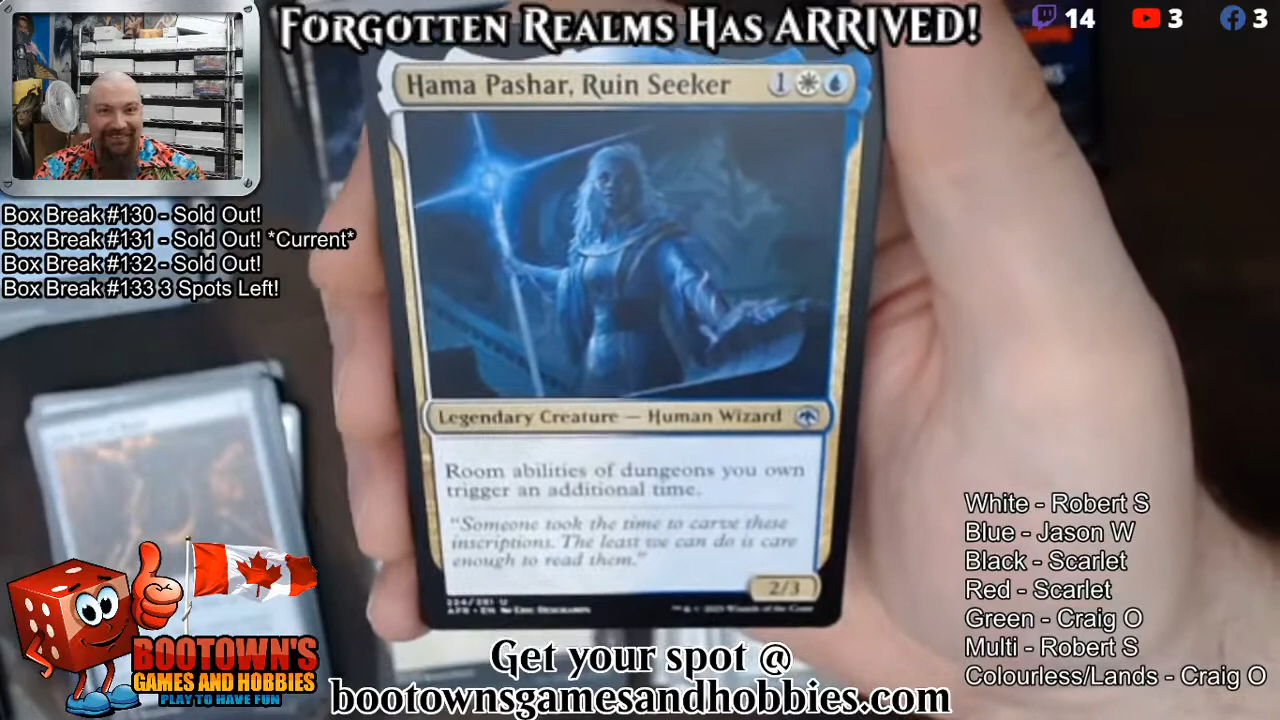 FORGOTTEN REALMS HAS ARRIVED!
14 3 3
Hama Pashar, Ruin Seeker 1
Box Break #130 - Sold Out!
Box Break #131 - Sold Out! *Current*
Box Break #132 - Sold Out!
Box Break #133 3 Spots Left!
Legendary Creature — Human Wizard
Room abilities of dungeons you own
trigger an additional time.
"Someone took the time to carve these
inscriptions. The least we can do is care
enough to read them."
2/3
224/281 U
AFR • EN
White - Robert S
Blue - Jason W
Black - Scarlet
Red - Scarlet
Green - Craig O
Multi - Robert S
Colourless/Lands - Craig O
BOOTOWN'S
GAMES AND HOBBIES
PLAY TO HAVE FUN
Get your spot @
bootownsgamesandhobbies.com